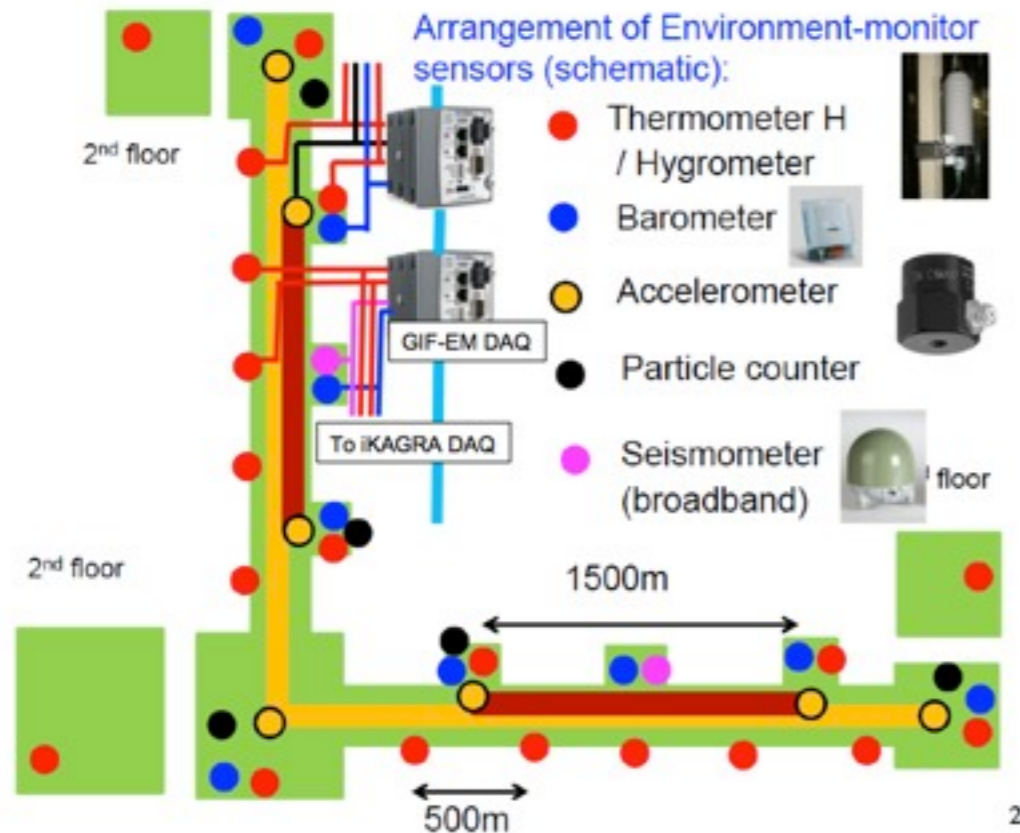 Arrangement of Environment-monitor
sensors (schematic):
Thermometer H
/ Hygrometer
2nd floor
Barometer
Accelerometer
GIF-EM DAQ
Particle counter
To iKAGRA DAQ
Seismometer
(broadband)
floor
2nd floor
1500m
500m
2